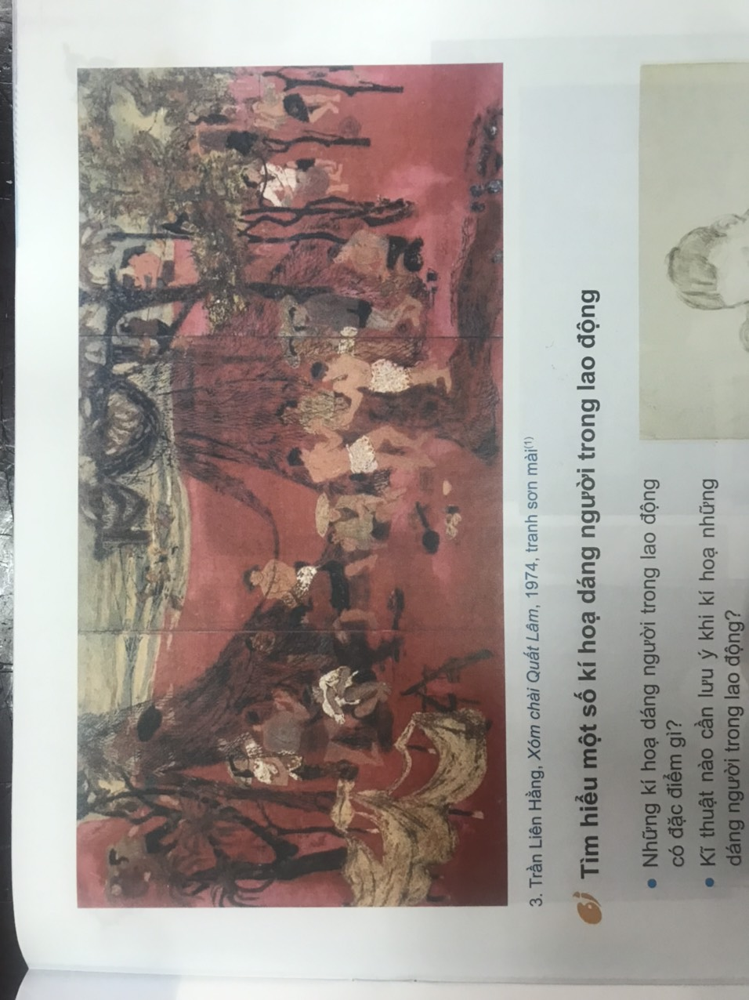 3. Trần Liên Hằng, Xóm chài Quất Lâm, 1974, tranh sơn mài(1)
Tìm hiểu một số kí hoạ dáng người trong lao động
• Những kí hoạ dáng người trong lao động
có đặc điểm gì?
• Kĩ thuật nào cần lưu ý khi kí hoạ những
dáng người trong lao động?